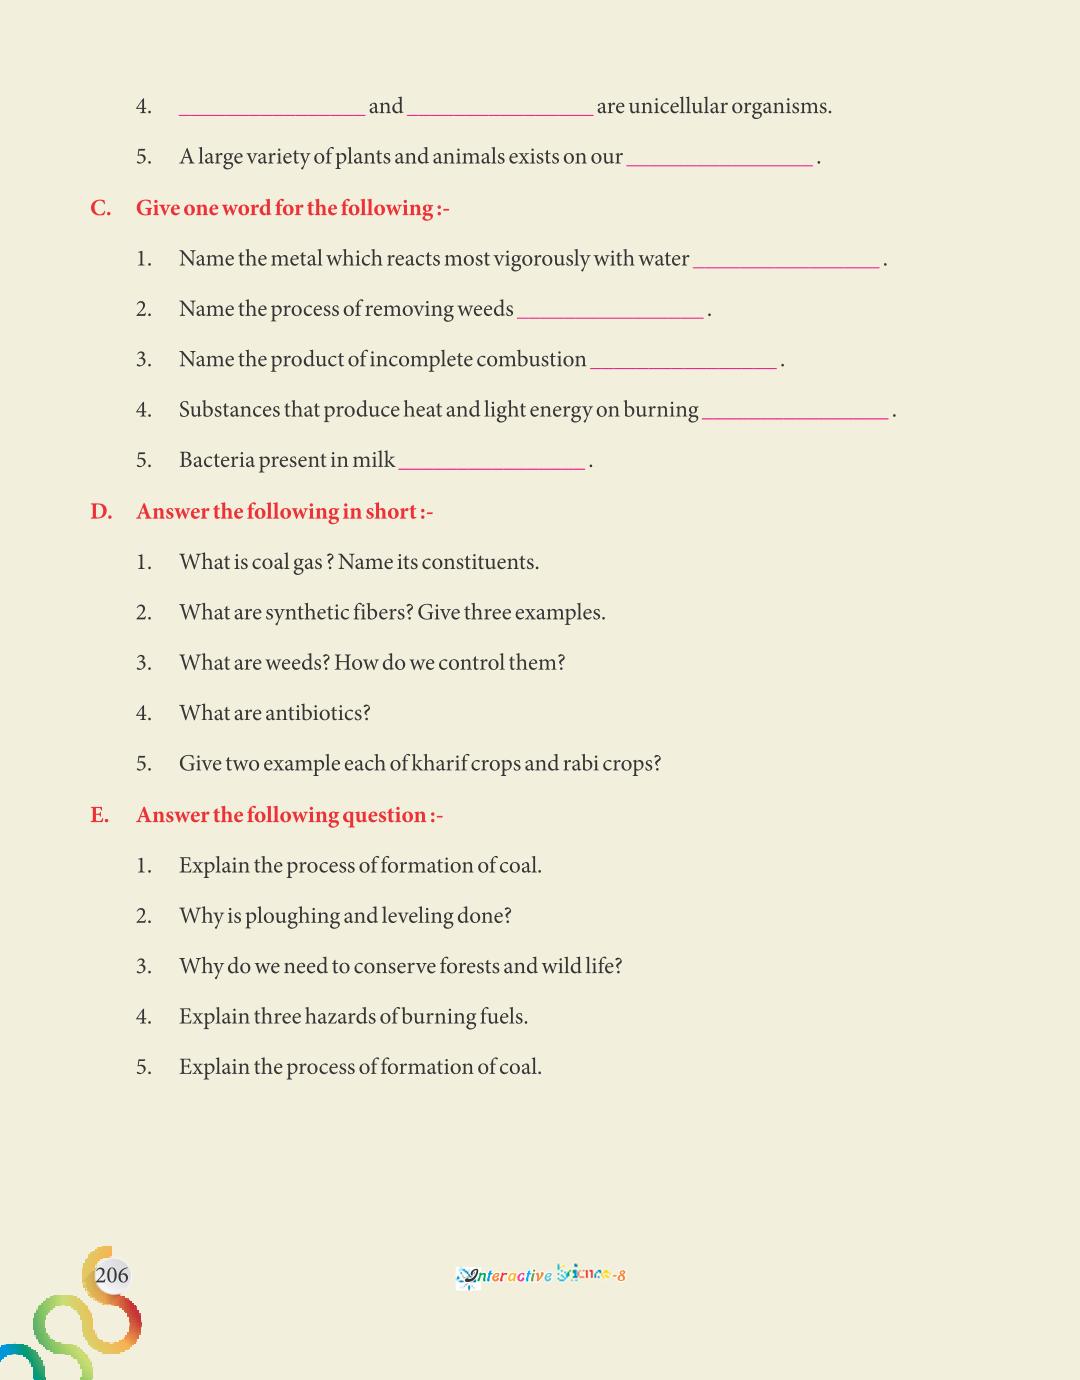 4. ________________ and ________________ are unicellular organisms.
5. A large variety of plants and animals exists on our ________________ .
C. Give one word for the following :-
1. Name the metal which reacts most vigorously with water ________________ .
2. Name the process of removing weeds ________________ .
3. Name the product of incomplete combustion ________________ .
4. Substances that produce heat and light energy on burning ________________ .
5. Bacteria present in milk ________________ .
D. Answer the following in short :-
1. What is coal gas ? Name its constituents.
2. What are synthetic fibers? Give three examples.
3. What are weeds? How do we control them?
4. What are antibiotics?
5. Give two example each of kharif crops and rabi crops?
E. Answer the following question :-
1. Explain the process of formation of coal.
2. Why is ploughing and leveling done?
3. Why do we need to conserve forests and wild life?
4. Explain three hazards of burning fuels.
5. Explain the process of formation of coal.
206
Interactive Science-8